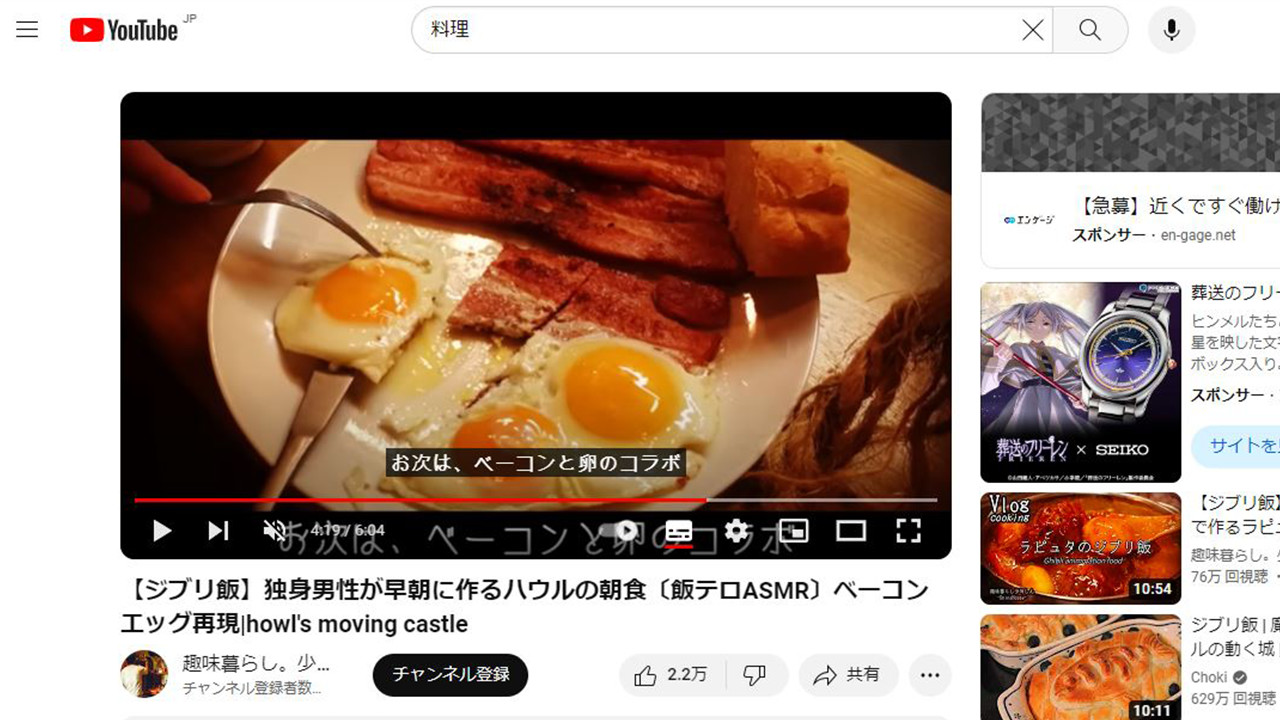 YouTube JP
料理
【急募】近くですぐ働け
エンゲージ
スポンサー・en-gage.net
お次は、ベーコンと卵のコラボ
4:19 / 6:04
お次は、ベーコンと卵のコラボ
【ジブリ飯】独身男性が早朝に作るハウルの朝食〔飯テロASMR〕ベーコン
エッグ再現|howl's moving castle
趣味暮らし。少...
チャンネル登録者数...
チャンネル登録
2.2万
共有
葬送のフリー
ヒンメルたち
星を映した文字
ボックス入り
スポンサー・
サイトを
葬送のフリーレン × SEIKO
FRIEREN
【ジブリ飯】
で作るラピュ
趣味暮らし。少
76万 回視聴・
Vlog
cooking
ラピュタのジブリ飯
Ghibli animation food
10:54
ジブリ飯 |
ルの動く城 |
Choki
629万 回視聴
10:11